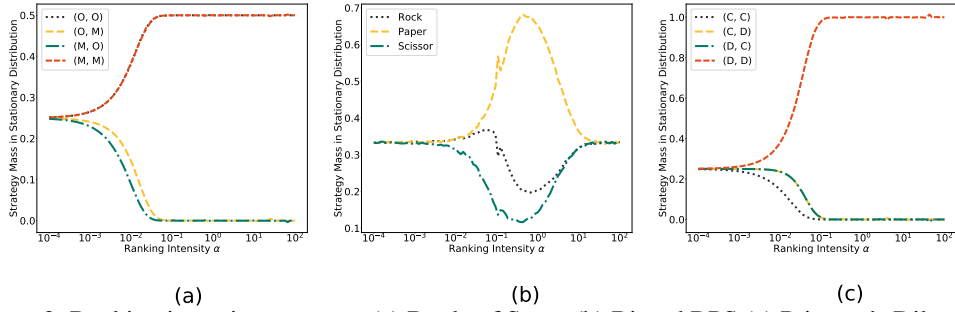 0.5
0.4
0.3
0.2
0.1
0.0
Strategy Mass in Stationary Distribution
(O, O)
(O, M)
(M, O)
(M, M)
10⁻⁴ 10⁻³ 10⁻² 10⁻¹ 10⁰ 10¹ 10²
Ranking Intensity α
(a)
0.7
0.6
0.5
0.4
0.3
0.2
0.1
Strategy Mass in Stationary Distribution
Rock
Paper
Scissor
10⁻⁴ 10⁻³ 10⁻² 10⁻¹ 10⁰ 10¹ 10²
Ranking Intensity α
(b)
1.0
0.8
0.6
0.4
0.2
0.0
Strategy Mass in Stationary Distribution
(C, C)
(C, D)
(D, C)
(D, D)
10⁻⁴ 10⁻³ 10⁻² 10⁻¹ 10⁰ 10¹ 10²
Ranking Intensity α
(c)